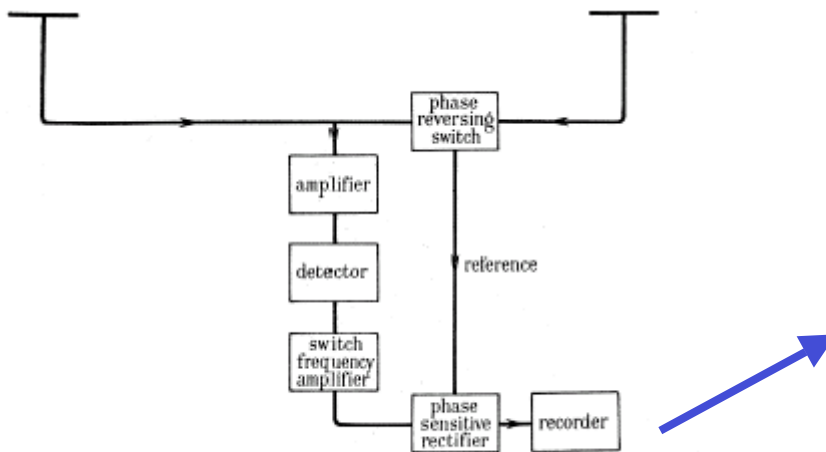 phase
reversing
switch
amplifier
detector
reference
switch
frequency
amplifier
phase
sensitive
rectifier
recorder